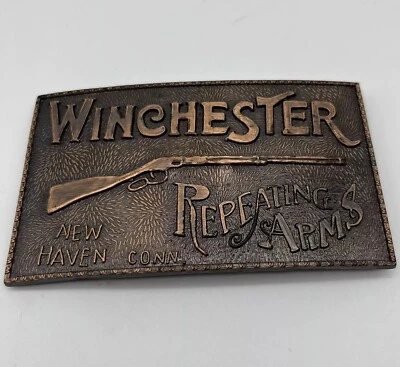 WINCHESTER
REPEATING
ARMS
NEW
HAVEN CONN.